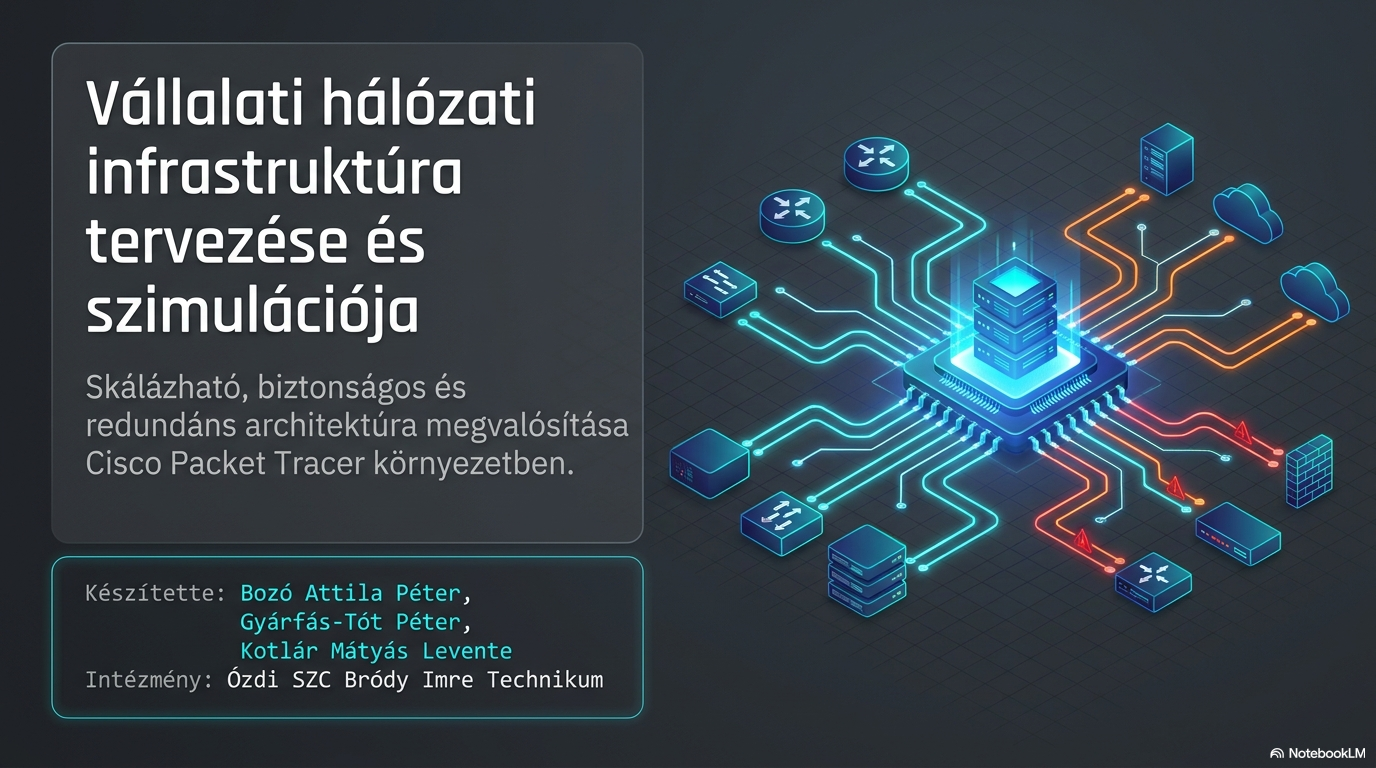 Vállalati hálózati
infrastruktúra
tervezése és
szimulációja
Skálázható, biztonságos és
redundáns architektúra megvalósítása
Cisco Packet Tracer környezetben.
Készítette: Bozó Attila Péter,
Gyárfás-Tót Péter,
Kotlár Mátyás Levente
Intézmény: Ózdi SZC Bródy Imre Technikum
NotebookLM